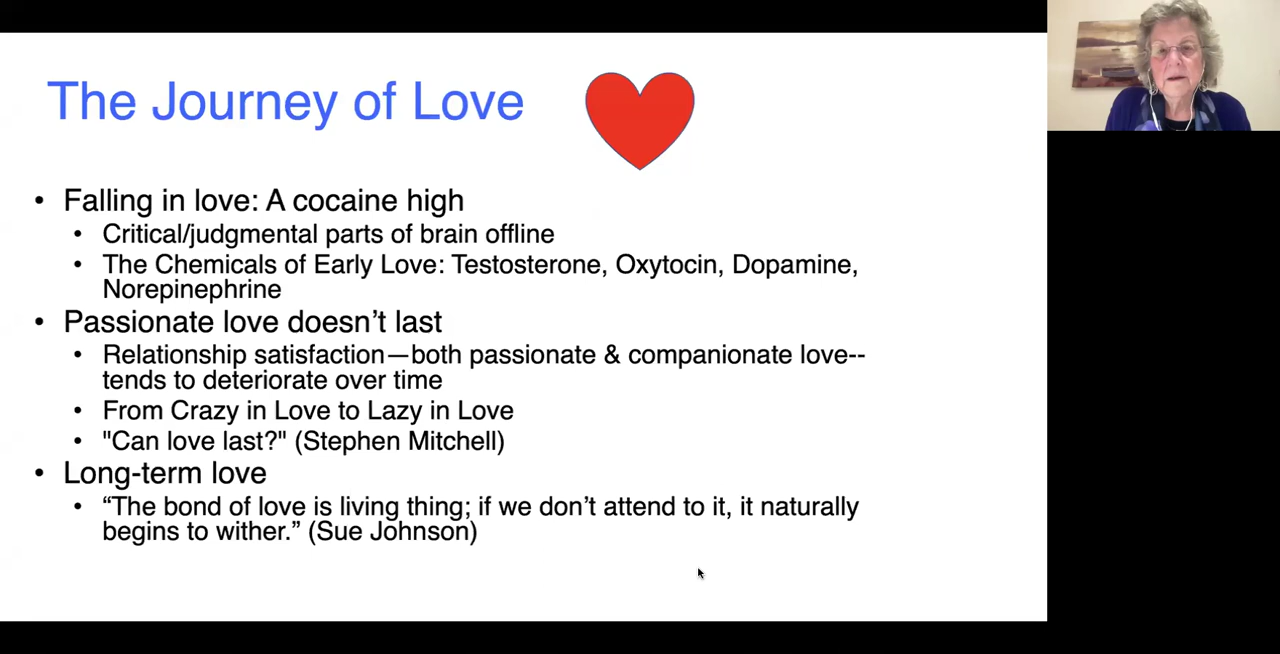 The Journey of Love
• Falling in love: A cocaine high
• Critical/judgmental parts of brain offline
• The Chemicals of Early Love: Testosterone, Oxytocin, Dopamine,
Norepinephrine
• Passionate love doesn’t last
• Relationship satisfaction—both passionate & companionate love--
tends to deteriorate over time
• From Crazy in Love to Lazy in Love
• "Can love last?" (Stephen Mitchell)
• Long-term love
• “The bond of love is living thing; if we don’t attend to it, it naturally
begins to wither.” (Sue Johnson)